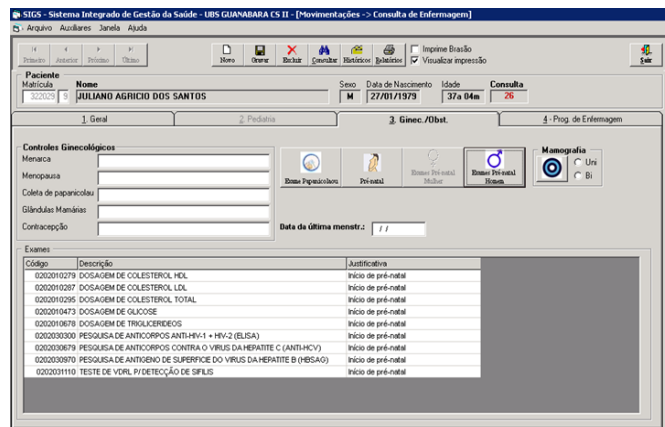 SIGS - Sistema Integrado de Gestão da Saúde - UBS GUANABARA CS II - [Movimentações -> Consulta de Enfermagem]
Arquivo Auxiliares Janela Ajuda
Primeiro Anterior Próximo Último Novo Gravar Excluir Consultar Históricos Relatórios Imprime Brasão Visualizar impressão Sair
Paciente
Matrícula Nome Sexo Data de Nascimento Idade Consulta
322029 9 JULIANO AGRICIO DOS SANTOS M 27/01/1979 37a 04m 26
1. Geral 2. Pediatria 3. Ginec./Obst. 4 - Prog. de Enfermagem
Controles Ginecológicos
Menarca
Menopausa
Coleta de papanicolau
Glândulas Mamárias
Contracepção
Exame Papanicolaou Pré-natal Exames Pré-natal Mulher Exames Pré-natal Homem
Mamografia
Uni
Bi
Data da última menstr.: / /
Exames
Código Descrição Justificativa
0202010279 DOSAGEM DE COLESTEROL HDL Início de pré-natal
0202010287 DOSAGEM DE COLESTEROL LDL Início de pré-natal
0202010295 DOSAGEM DE COLESTEROL TOTAL Início de pré-natal
0202010473 DOSAGEM DE GLICOSE Início de pré-natal
0202010678 DOSAGEM DE TRIGLICERIDEOS Início de pré-natal
0202030300 PESQUISA DE ANTICORPOS ANTI-HIV-1 + HIV-2 (ELISA) Início de pré-natal
0202030679 PESQUISA DE ANTICORPOS CONTRA O VIRUS DA HEPATITE C (ANTI-HCV) Início de pré-natal
0202030970 PESQUISA DE ANTIGENO DE SUPERFICIE DO VIRUS DA HEPATITE B (HBSAG) Início de pré-natal
0202031110 TESTE DE VDRL P/ DETECÇÃO DE SIFILIS Início de pré-natal